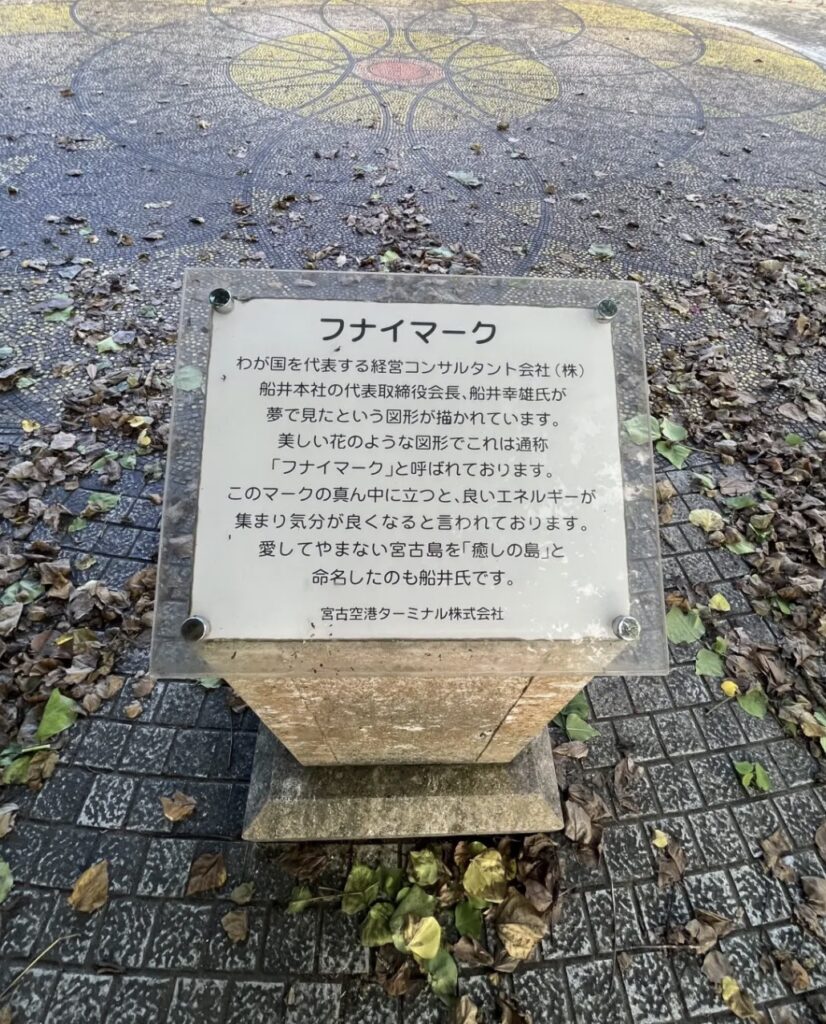 フナイマーク
わが国を代表する経営コンサルタント会社（株）
船井本社の代表取締役会長、船井幸雄氏が
夢で見たという図形が描かれています。
美しい花のような図形でこれは通称
「フナイマーク」と呼ばれております。
このマークの真ん中に立つと、良いエネルギーが
集まり気分が良くなると言われております。
愛してやまない宮古島を「癒しの島」と
命名したのも船井氏です。
宮古空港ターミナル株式会社